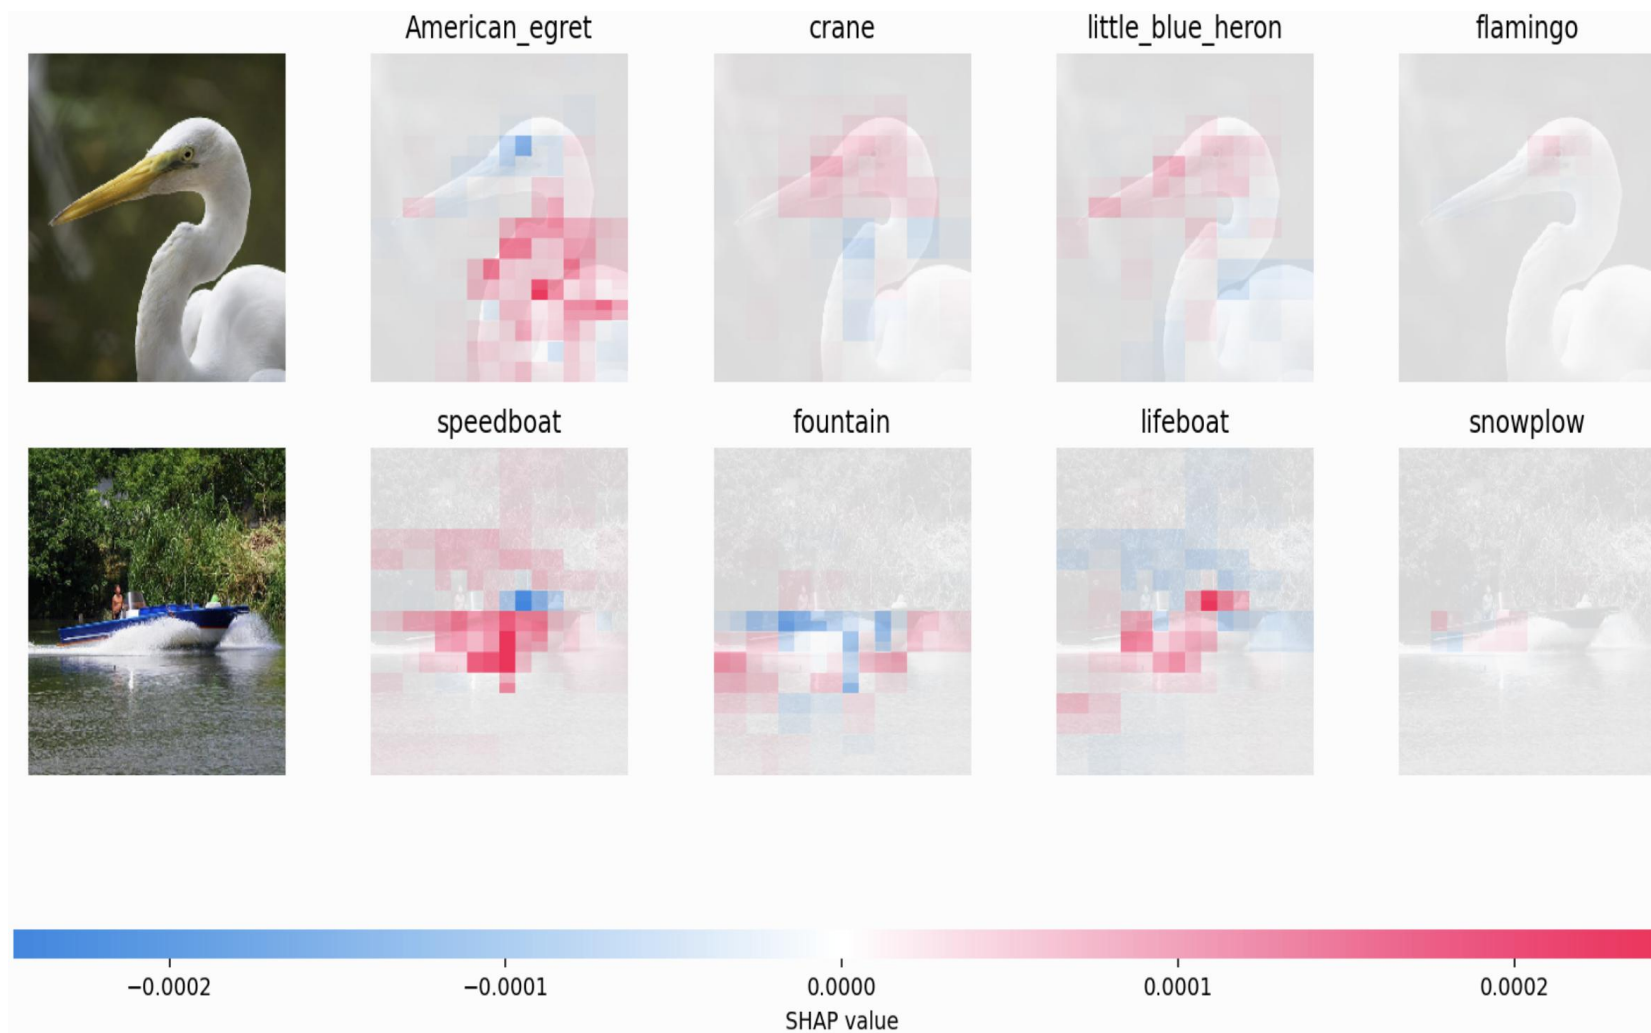 American_egret
crane
little_blue_heron
flamingo
speedboat
fountain
lifeboat
snowplow
−0.0002
−0.0001
0.0000
0.0001
0.0002
SHAP value